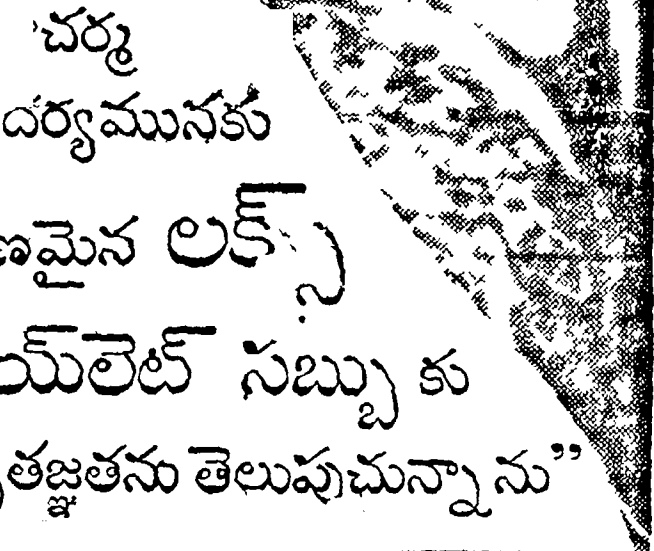 'చర్మ
దర్యమునకు
ణమైన లక్స్
య్‌లెట్ సబ్బు కు
తజ్ఞతను తెలుపుచున్నాను”